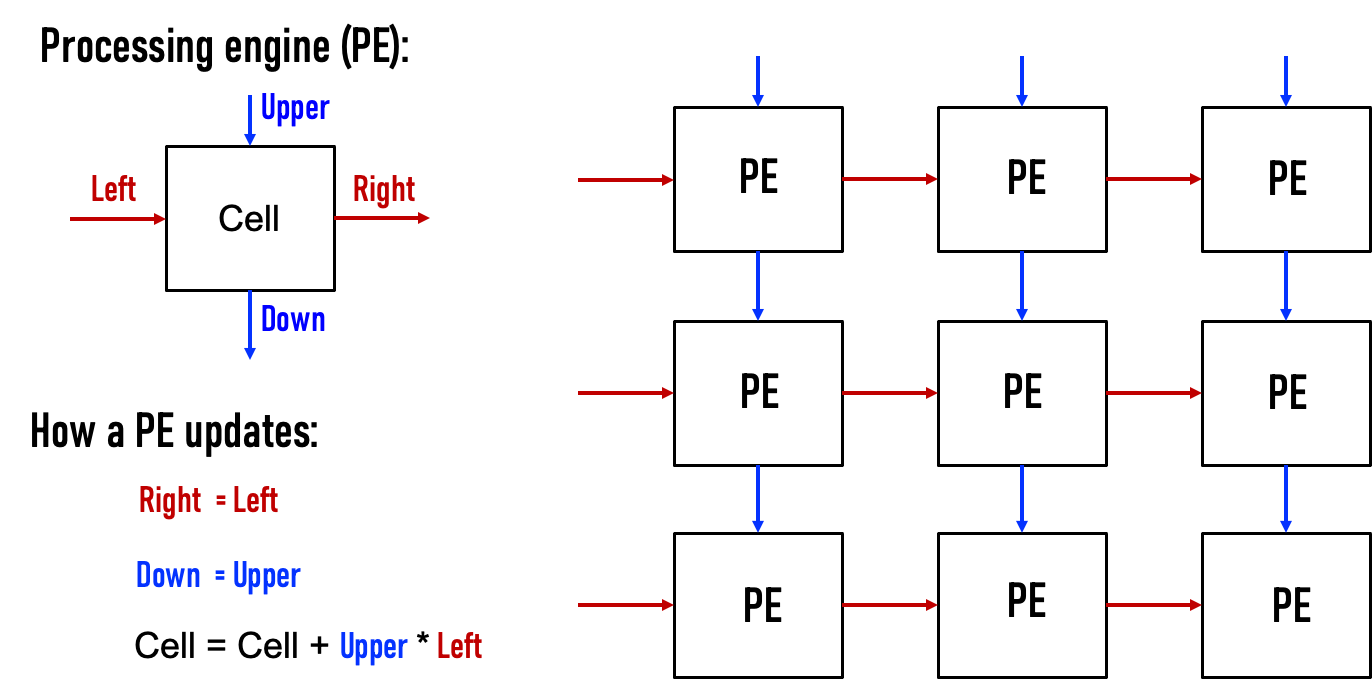 Processing engine (PE):
Upper
Left
Cell
Right
Down
How a PE updates:
Right = Left
Down = Upper
Cell = Cell + Upper * Left
PE PE PE
PE PE PE
PE PE PE